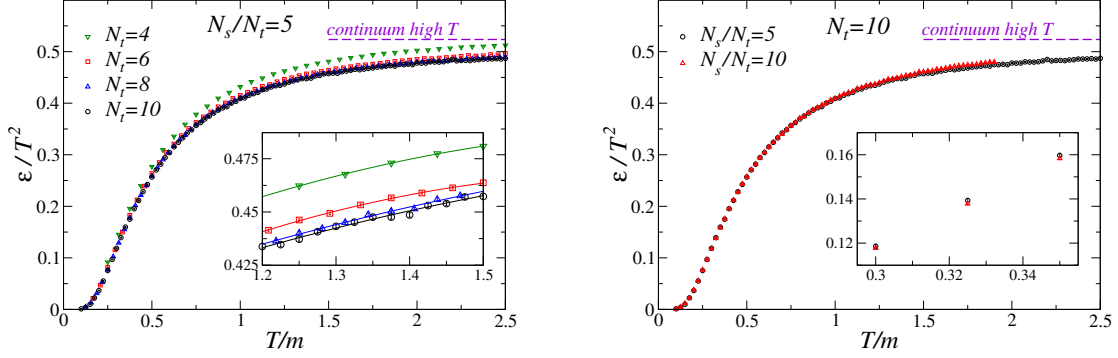 N_s/N_t=5
continuum high T
N_t=4
N_t=6
N_t=8
N_t=10
ε/T^2
0.5
0.4
0.3
0.2
0.1
0
0.475
0.45
0.425
1.2
1.3
1.4
1.5
0
0.5
1
1.5
2
2.5
T/m
N_t=10
continuum high T
N_s/N_t=5
N_s/N_t=10
ε/T^2
0.5
0.4
0.3
0.2
0.1
0
0.16
0.14
0.12
0.3
0.32
0.34
0
0.5
1
1.5
2
2.5
T/m